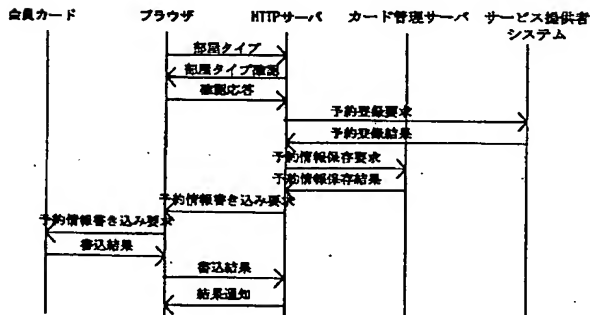 会員カード
ブラウザ
HTTPサーバ
カード管理サーバ
サービス提供者
システム
部屋タイプ
部屋タイプ確認
確認応答
予約登録要求
予約登録結果
予約情報保存要求
予約情報保存結果
予約情報書き込み要求
予約情報書き込み要求
書込結果
書込結果
結果通知